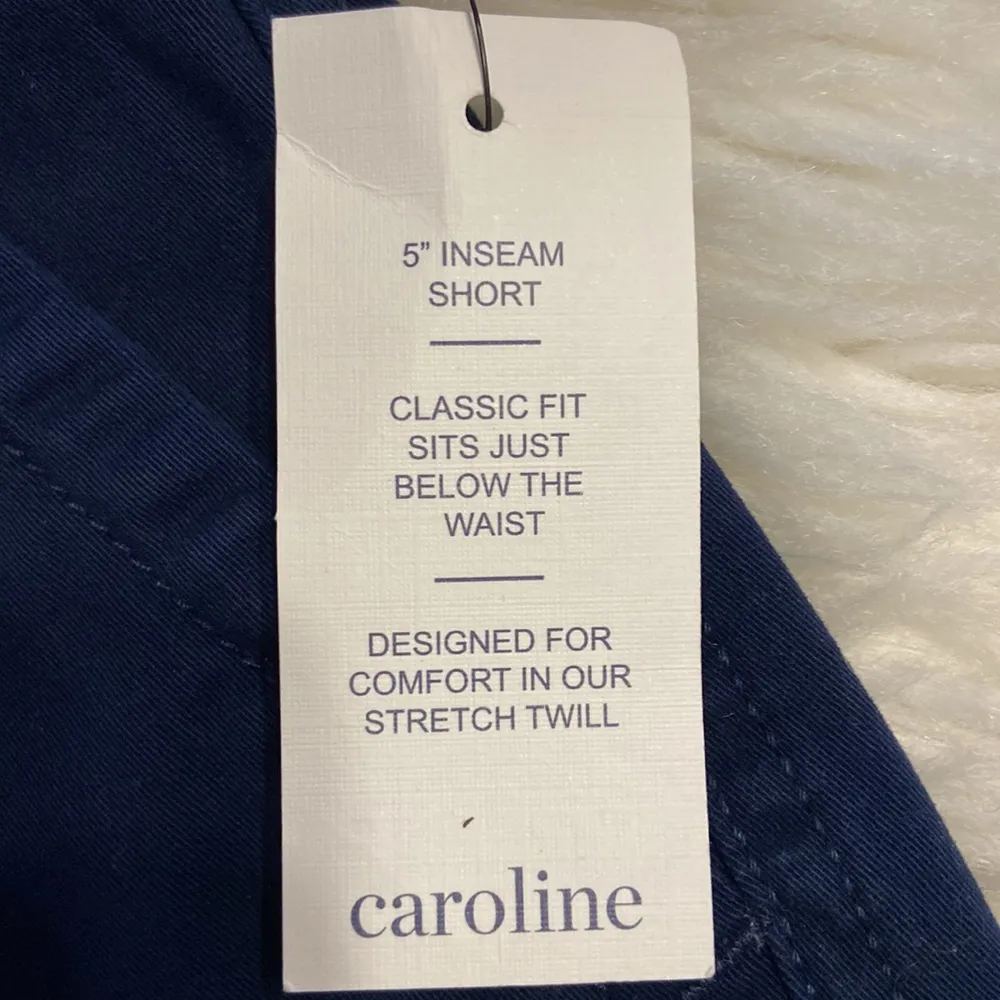 5” INSEAM
SHORT
CLASSIC FIT
SITS JUST
BELOW THE
WAIST
DESIGNED FOR
COMFORT IN OUR
STRETCH TWILL
caroline